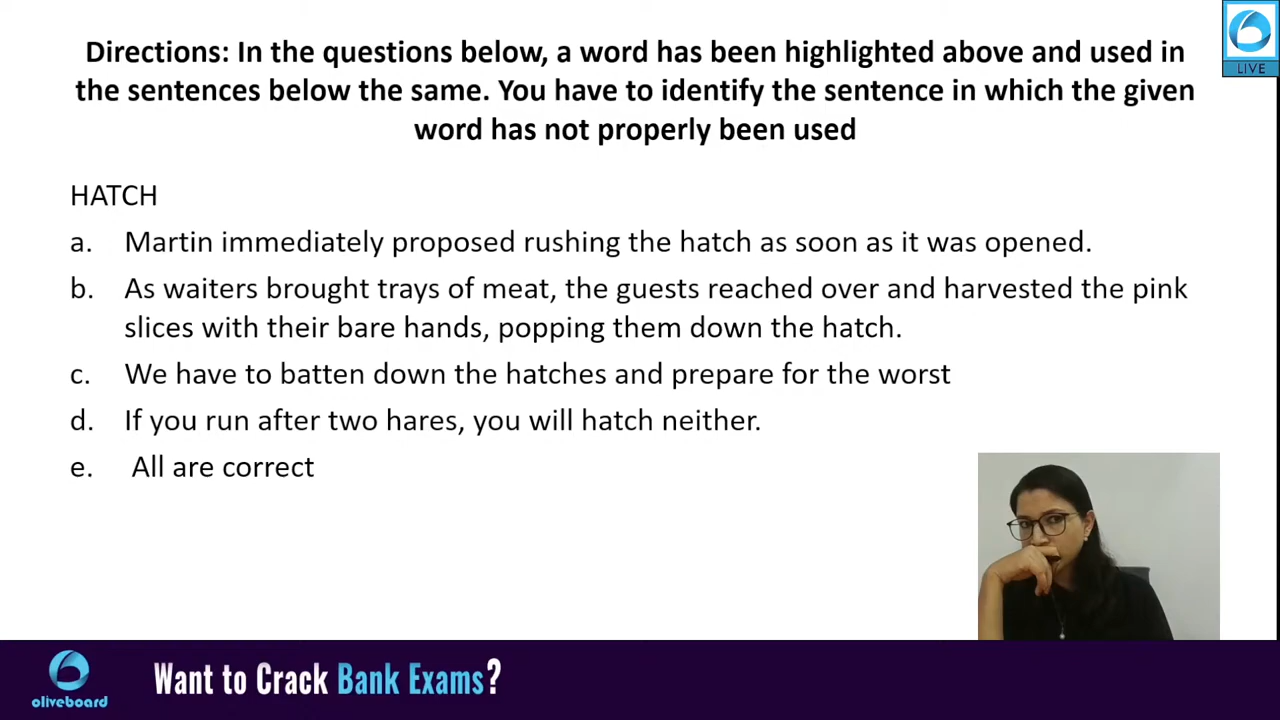 LIVE
Directions: In the questions below, a word has been highlighted above and used in
the sentences below the same. You have to identify the sentence in which the given
word has not properly been used
HATCH
a. Martin immediately proposed rushing the hatch as soon as it was opened.
b. As waiters brought trays of meat, the guests reached over and harvested the pink
slices with their bare hands, popping them down the hatch.
c. We have to batten down the hatches and prepare for the worst
d. If you run after two hares, you will hatch neither.
e. All are correct
oliveboard
Want to Crack Bank Exams?